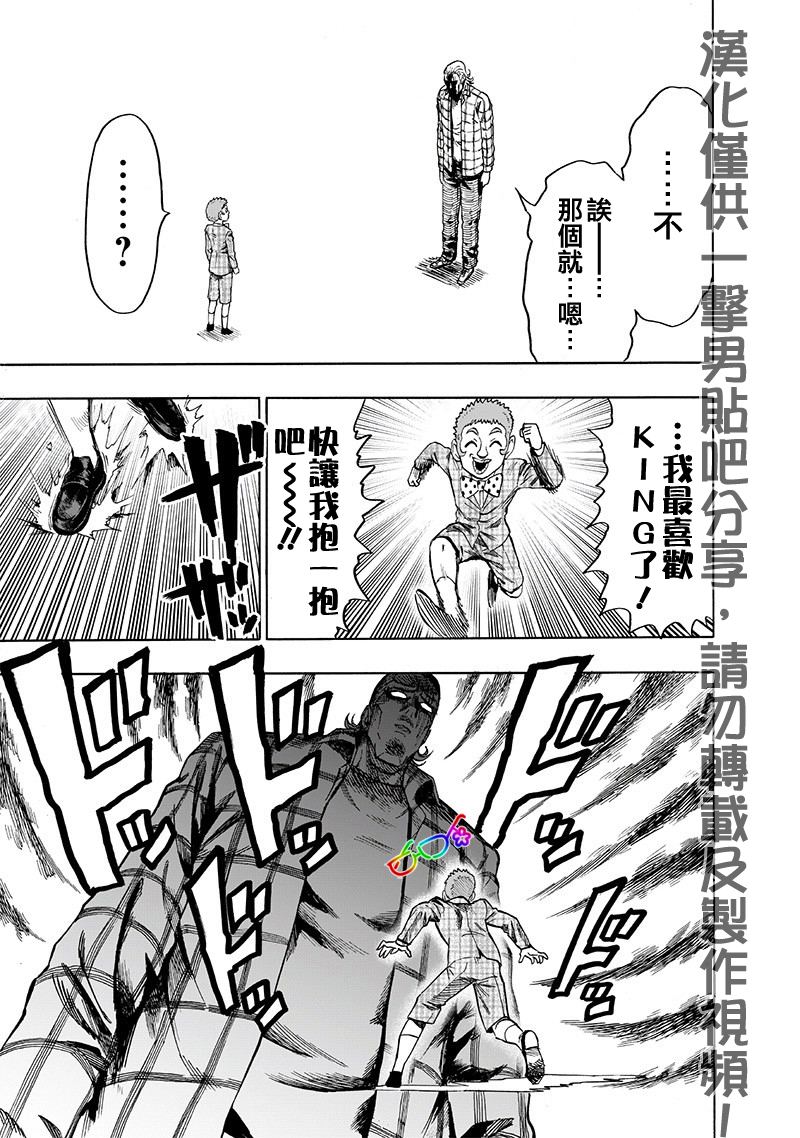 ……不
誒——…
那個就…嗯…
……？
…我最喜歡
KING了！
快讓我抱一抱
吧～～!!
ザッ
ザッ
ドッ
ドッ
ドッ
ドッ
ドッ
漢化僅供一擊男貼吧分享，請勿轉載及製作視頻！